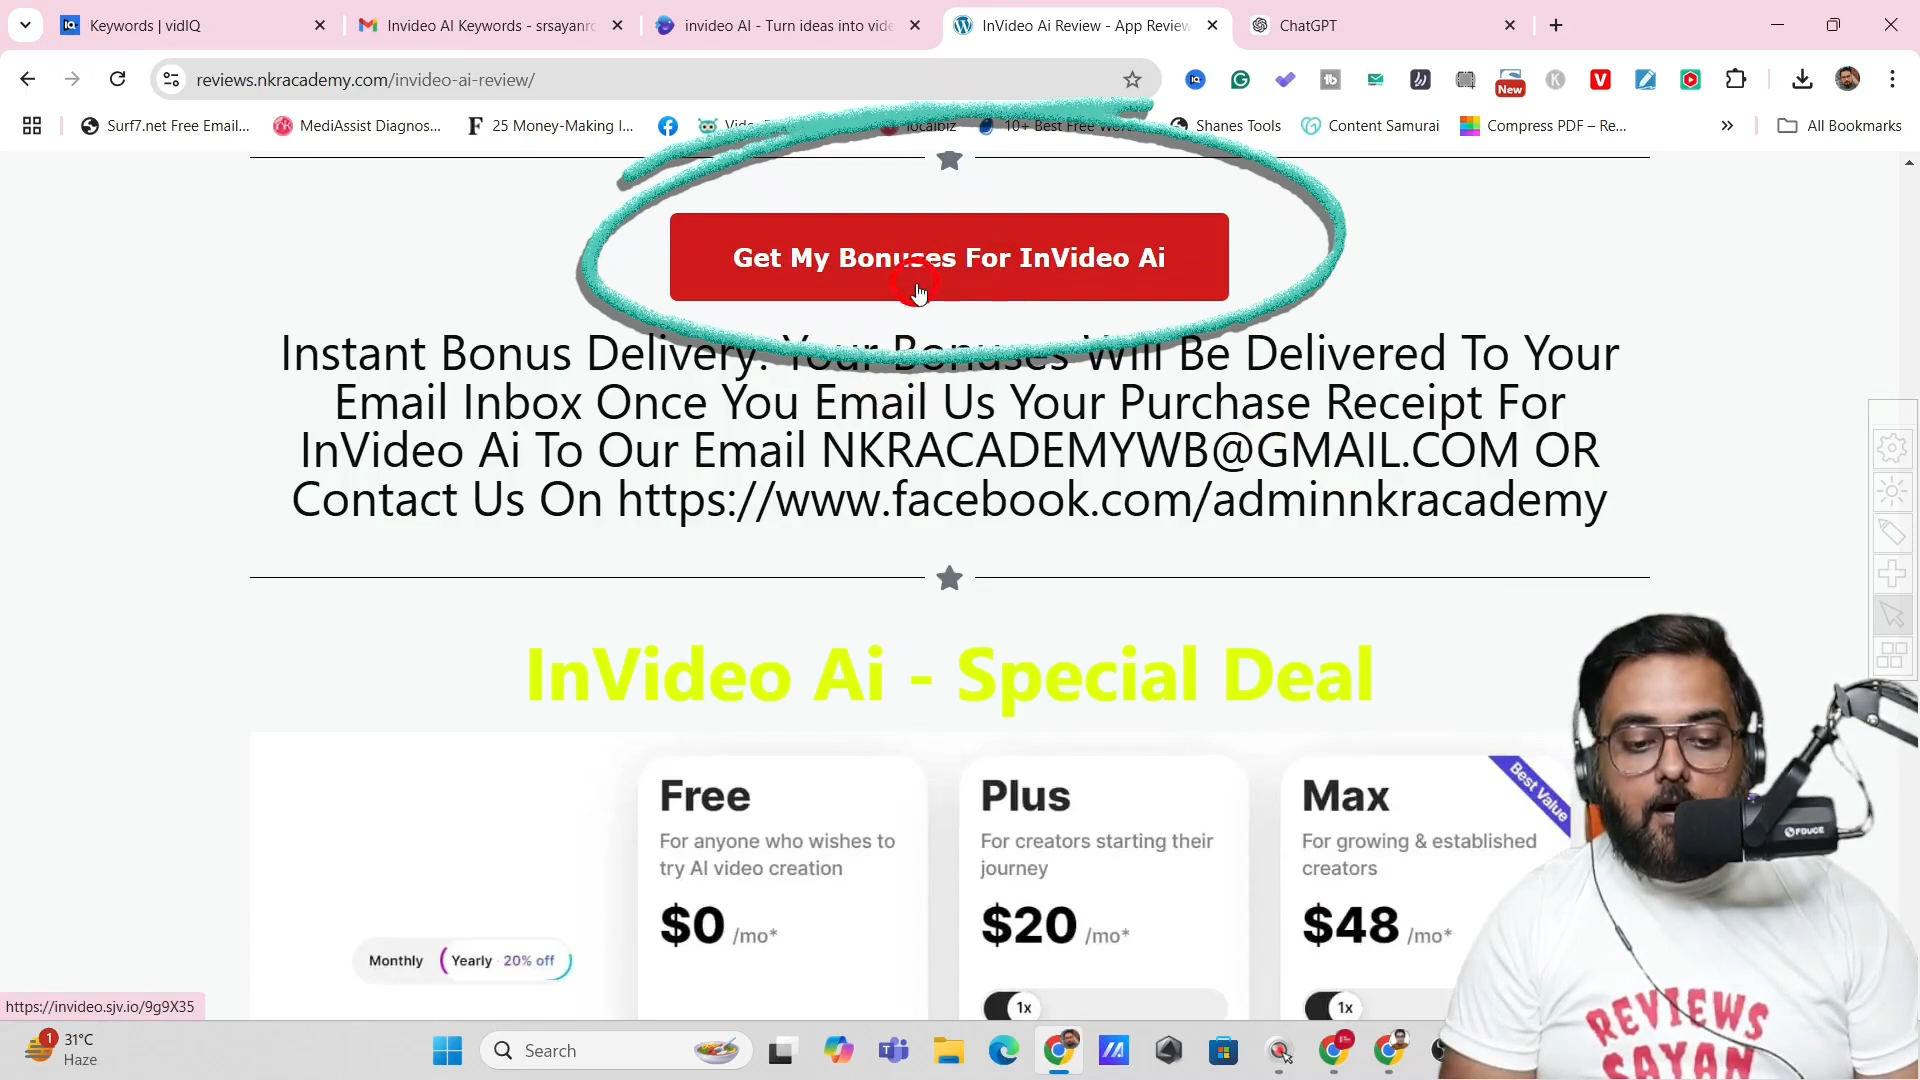 Keywords | vidIQ
Invideo AI Keywords - srsayanro
invideo AI - Turn ideas into vide
InVideo Ai Review - App Review
ChatGPT
reviews.nkracademy.com/invideo-ai-review/
New
Surf7.net Free Email...
MediAssist Diagnos...
25 Money-Making I...
localbiz
10+ Best Free
Shanes Tools
Content Samurai
Compress PDF – Re...
All Bookmarks
Get My Bonuses For InVideo Ai
Instant Bonus Delivery. Your Bonuses Will Be Delivered To Your
Email Inbox Once You Email Us Your Purchase Receipt For
InVideo Ai To Our Email NKRACADEMYWB@GMAIL.COM OR
Contact Us On https://www.facebook.com/adminnkracademy
InVideo Ai - Special Deal
Free
For anyone who wishes to
try AI video creation
$0 /mo*
Plus
For creators starting their
journey
$20 /mo*
1x
Max
Best Value
For growing & established
creators
$48 /mo*
1x
Monthly
Yearly · 20% off
https://invideo.sjv.io/9g9X35
FDUCE
REVIEWS
SAYAN
1
31°C
Haze
Search